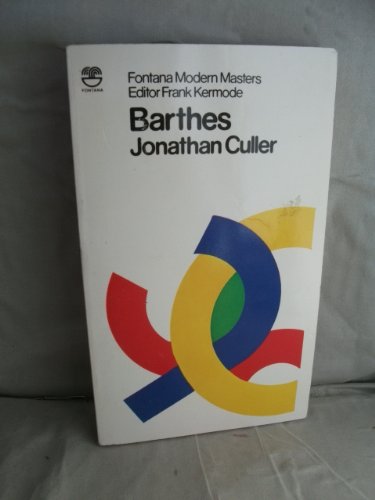 FONTANA
Fontana Modern Masters
Editor Frank Kermode
Barthes
Jonathan Culler